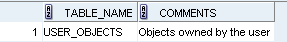 TABLE_NAME COMMENTS
1 USER_OBJECTS Objects owned by the user